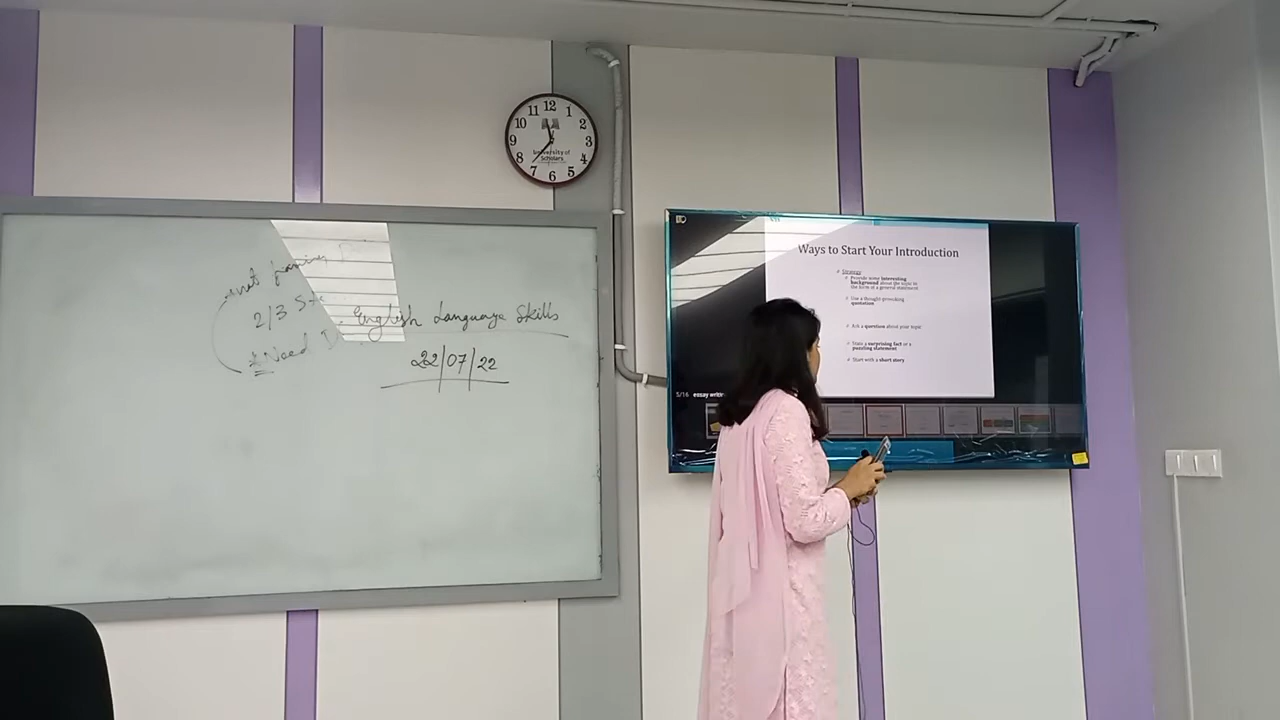 12
11 1
10 2
9 3
8 4
7 5
6
University of
Scholars
2/3
* Need
English Language Skills
22/07/22
Ways to Start Your Introduction
Strategy
Provide some interesting
background about the topic in
the form of a general statement
Use a thought-provoking
quotation
Ask a question about your topic
State a surprising fact or a
puzzling statement
Start with a short story
5/16 essay writin